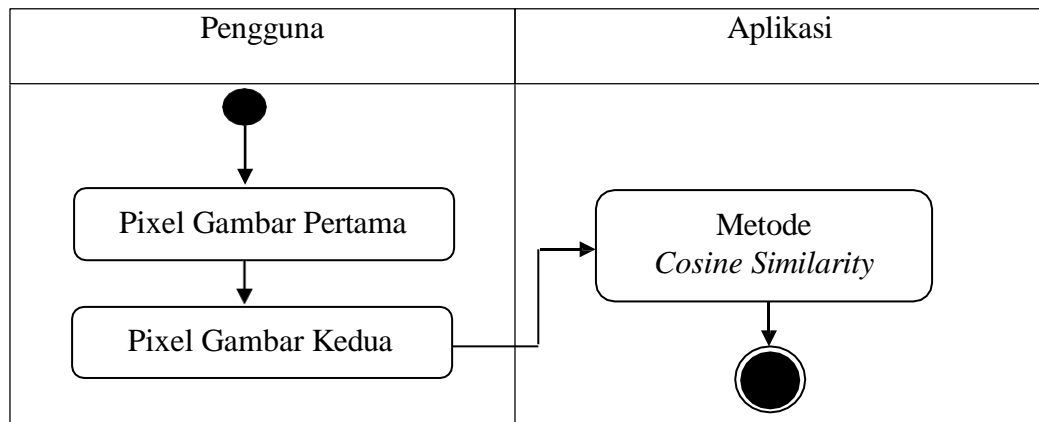 Pengguna
Aplikasi
Pixel Gambar Pertama
Pixel Gambar Kedua
Metode
Cosine Similarity